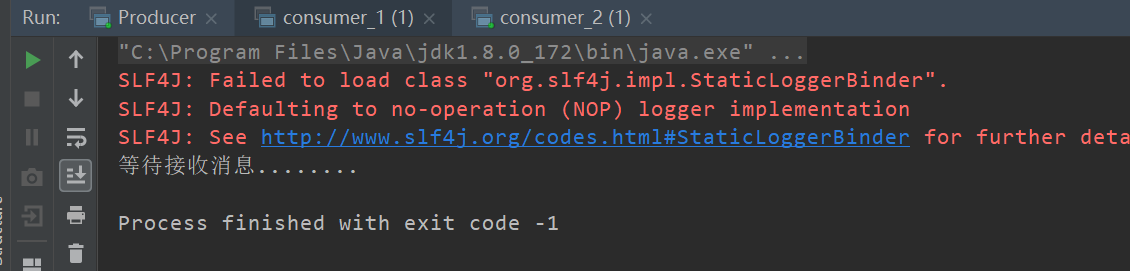 Run: Producer × consumer_1 (1) × consumer_2 (1) ×
"C:\Program Files\Java\jdk1.8.0_172\bin\java.exe" ...
SLF4J: Failed to load class "org.slf4j.impl.StaticLoggerBinder".
SLF4J: Defaulting to no-operation (NOP) logger implementation
SLF4J: See http://www.slf4j.org/codes.html#StaticLoggerBinder for further deta
等待接收消息........
Process finished with exit code -1